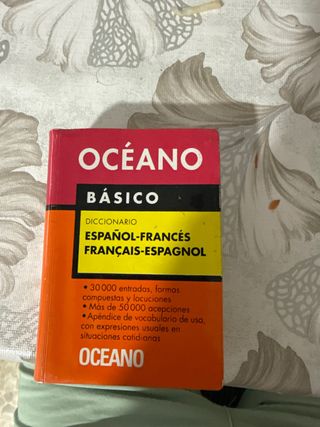 OCÉANO
BÁSICO
DICCIONARIO
ESPAÑOL-FRANCÉS
FRANÇAIS-ESPAGNOL
• 30 000 entradas, formas
compuestas y locuciones
• Más de 50 000 acepciones
• Apéndice de vocabulario de uso,
con expresiones usuales en
situaciones cotidianas
OCEANO